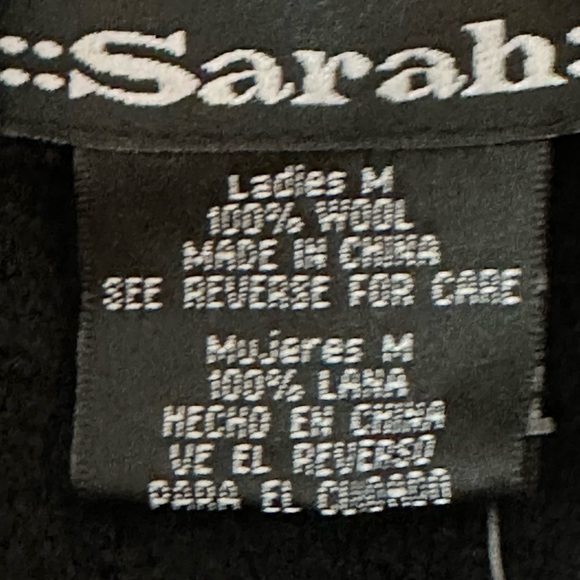 ::Sarah:
Ladies M
100% WOOL
MADE IN CHINA
SEE REVERSE FOR CARE
Mujeres M
100% LANA
HECHO EN CHINA
VE EL REVERSO
PARA EL CUIDADO